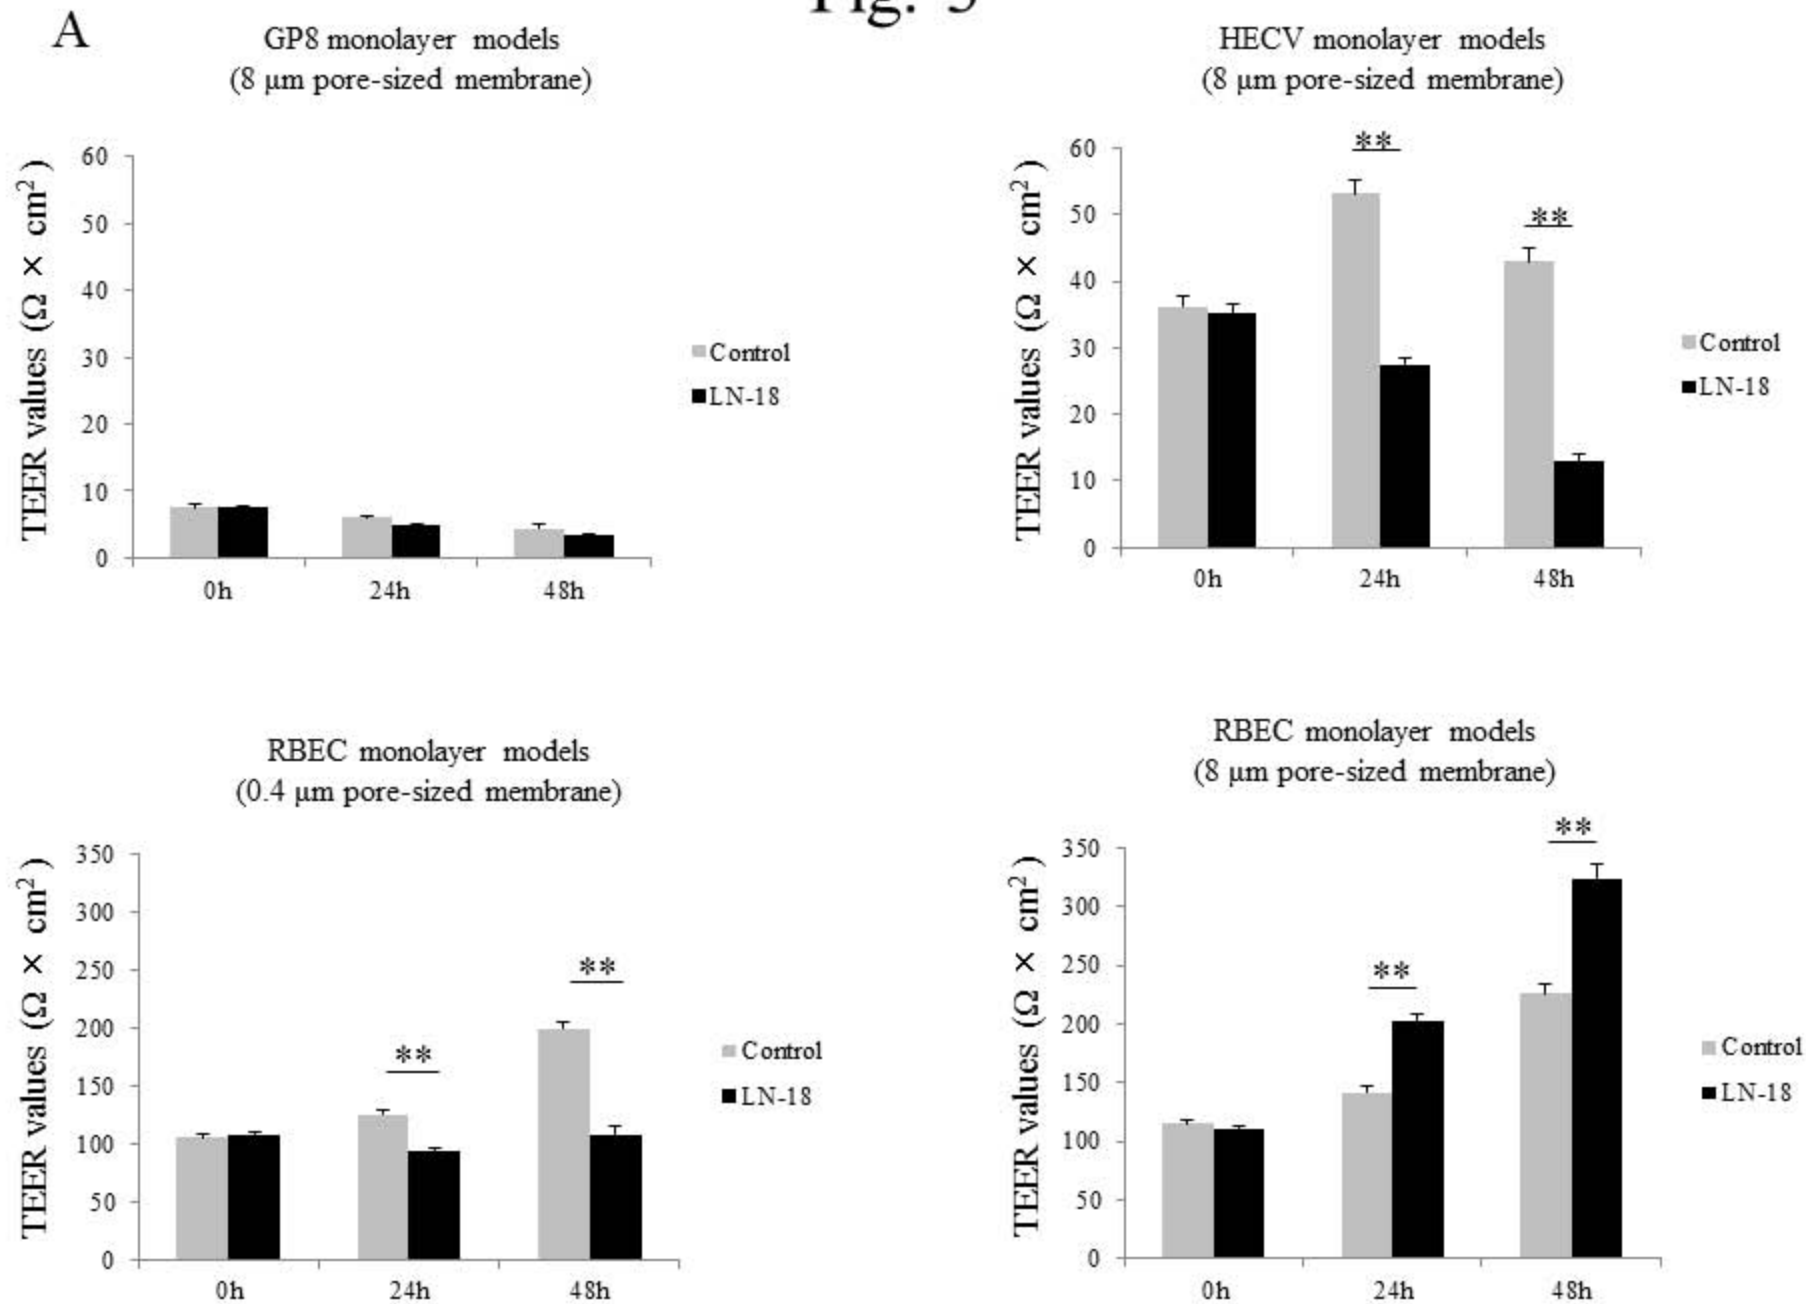 Fig. 3
A
GP8 monolayer models
(8 µm pore-sized membrane)
TEER values (Ω × cm²)
60
50
40
30
20
10
0
0h
24h
48h
Control
LN-18
HECV monolayer models
(8 µm pore-sized membrane)
TEER values (Ω × cm²)
60
50
40
30
20
10
0
**
**
0h
24h
48h
Control
LN-18
RBEC monolayer models
(0.4 µm pore-sized membrane)
TEER values (Ω × cm²)
350
300
250
200
150
100
50
0
**
**
0h
24h
48h
Control
LN-18
RBEC monolayer models
(8 µm pore-sized membrane)
TEER values (Ω × cm²)
350
300
250
200
150
100
50
0
**
**
0h
24h
48h
Control
LN-18